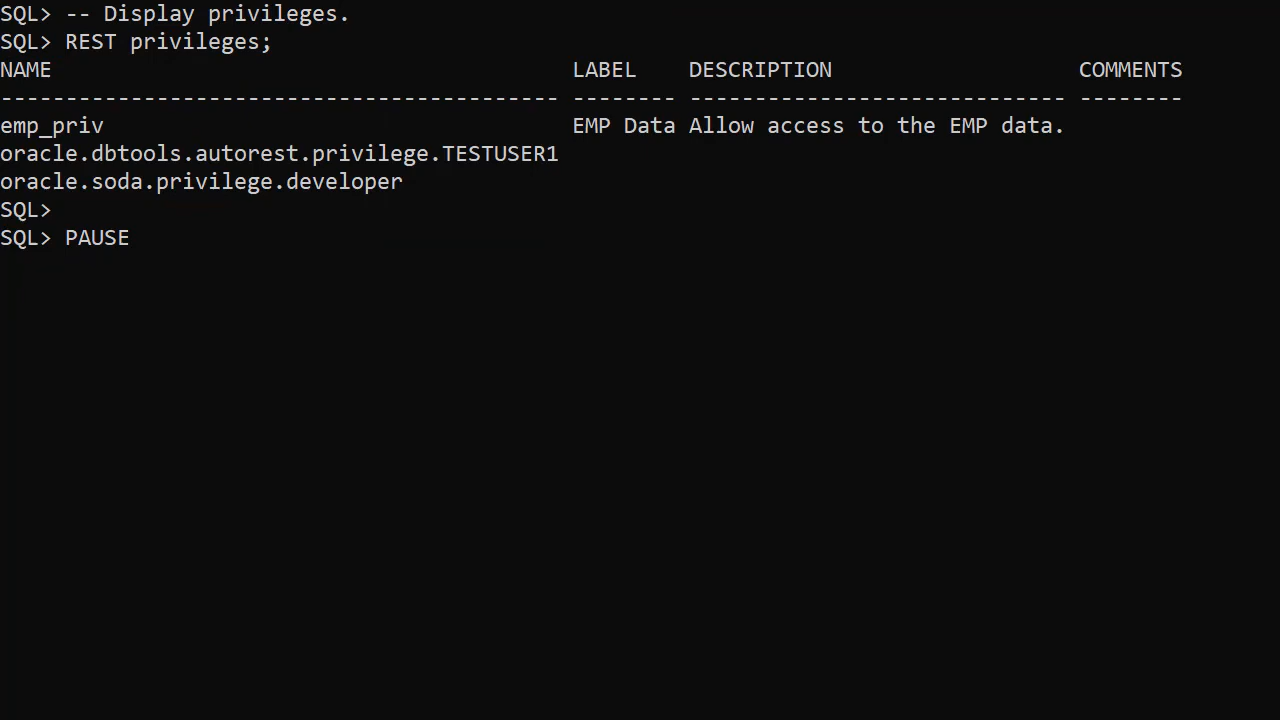 SQL> -- Display privileges.
SQL> REST privileges;
NAME                                        LABEL    DESCRIPTION                   COMMENTS
------------------------------------------- -------- ----------------------------- --------
emp_priv                                    EMP Data Allow access to the EMP data.
oracle.dbtools.autorest.privilege.TESTUSER1
oracle.soda.privilege.developer
SQL>
SQL> PAUSE